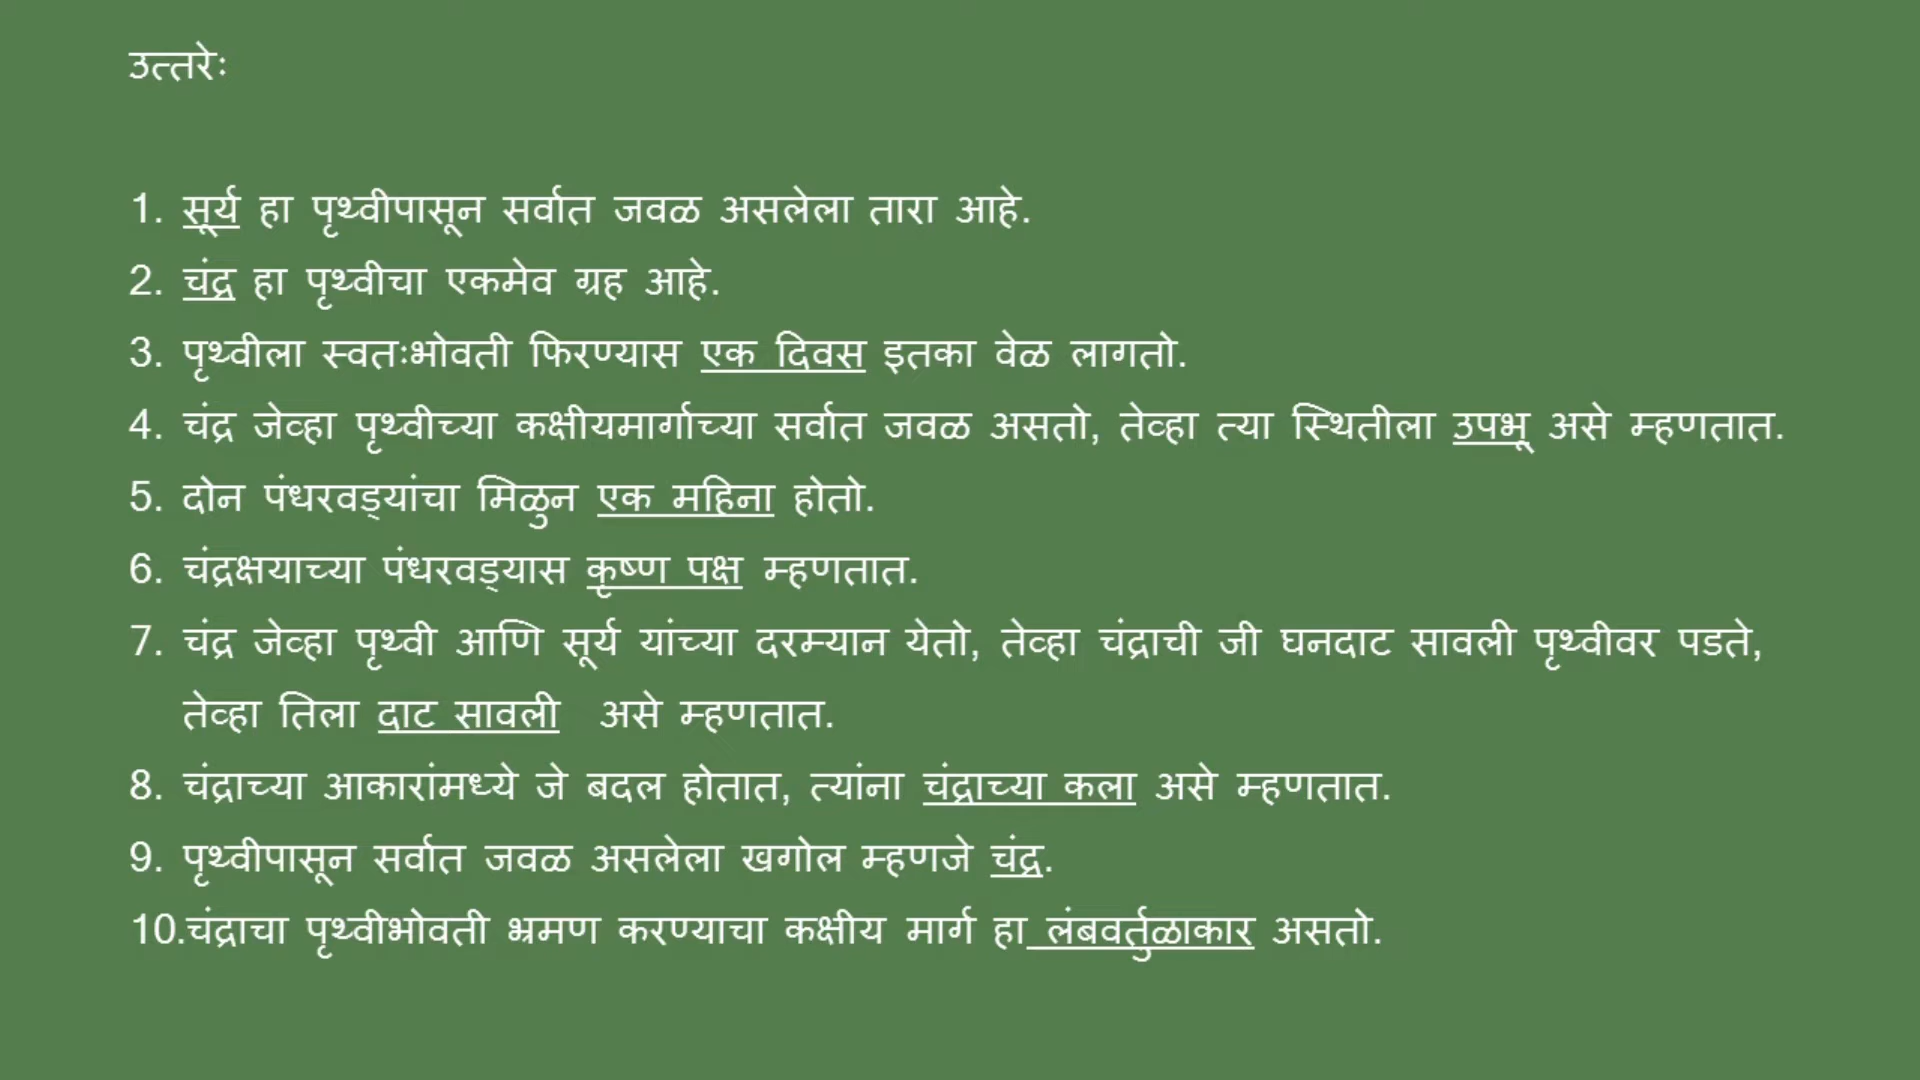 उत्तरेः
1. सूर्य हा पृथ्वीपासून सर्वात जवळ असलेला तारा आहे.
2. चंद्र हा पृथ्वीचा एकमेव ग्रह आहे.
3. पृथ्वीला स्वतःभोवती फिरण्यास एक दिवस इतका वेळ लागतो.
4. चंद्र जेव्हा पृथ्वीच्या कक्षीयमार्गाच्या सर्वात जवळ असतो, तेव्हा त्या स्थितीला उपभू असे म्हणतात.
5. दोन पंधरवड्यांचा मिळुन एक महिना होतो.
6. चंद्रक्षयाच्या पंधरवड्यास कृष्ण पक्ष म्हणतात.
7. चंद्र जेव्हा पृथ्वी आणि सूर्य यांच्या दरम्यान येतो, तेव्हा चंद्राची जी घनदाट सावली पृथ्वीवर पडते,
तेव्हा तिला दाट सावली असे म्हणतात.
8. चंद्राच्या आकारांमध्ये जे बदल होतात, त्यांना चंद्राच्या कला असे म्हणतात.
9. पृथ्वीपासून सर्वात जवळ असलेला खगोल म्हणजे चंद्र.
10.चंद्राचा पृथ्वीभोवती भ्रमण करण्याचा कक्षीय मार्ग हा लंबवर्तुळाकार असतो.